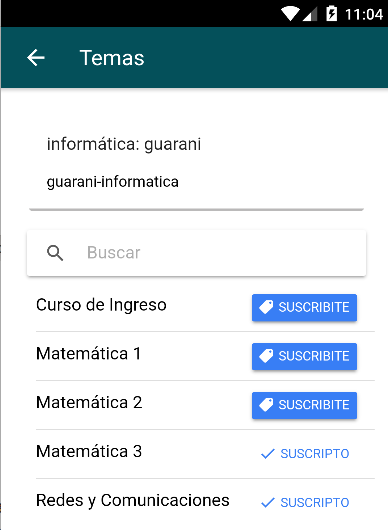 11:04
Temas
informática: guarani
guarani-informatica
Buscar
Curso de Ingreso SUSCRIBITE
Matemática 1 SUSCRIBITE
Matemática 2 SUSCRIBITE
Matemática 3 SUSCRIPTO
Redes y Comunicaciones SUSCRIPTO